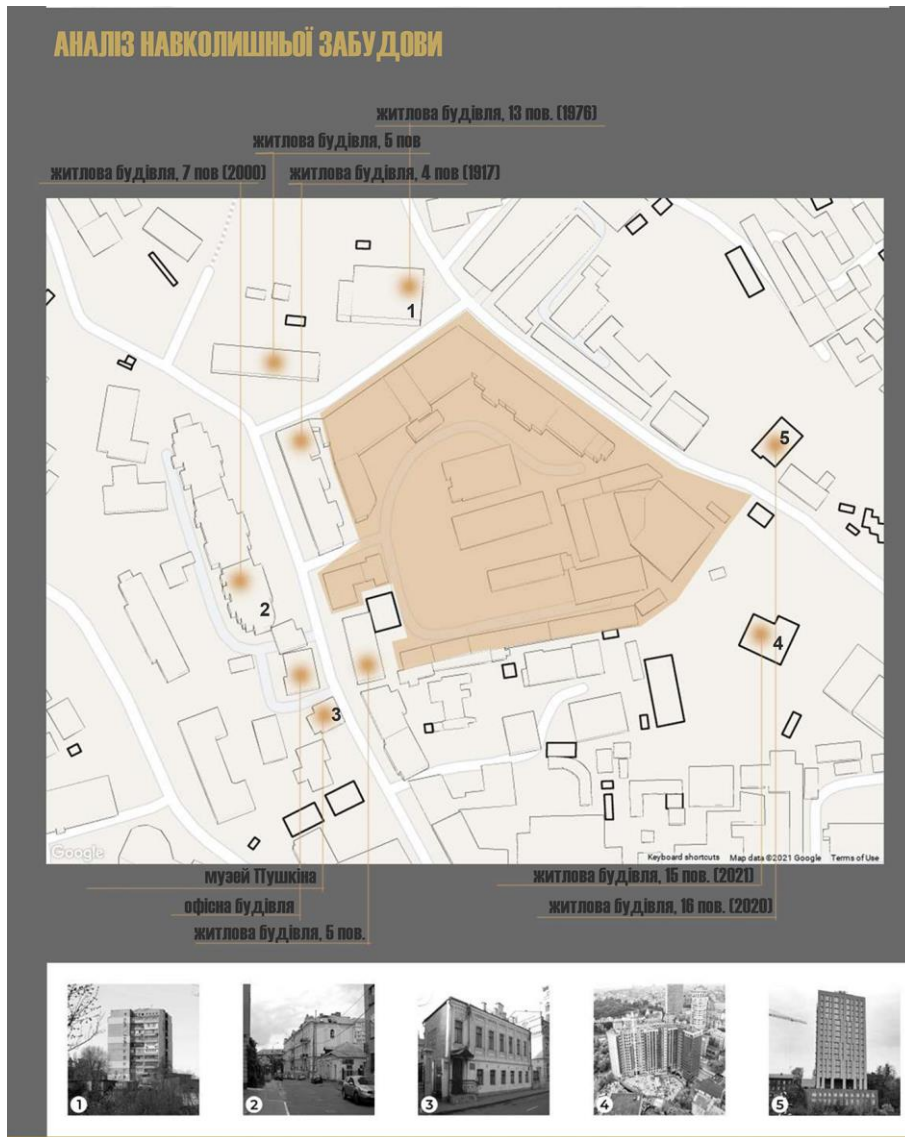 АНАЛІЗ НАВКОЛИШНЬОЇ ЗАБУДОВИ
житлова будівля, 13 пов. (1976)
житлова будівля, 5 пов
житлова будівля, 7 пов (2000)
житлова будівля, 4 пов (1917)
1
5
2
4
3
Google
Keyboard shortcuts
Map data ©2021 Google
Terms of Use
музей Пушкіна
житлова будівля, 15 пов. (2021)
офісна будівля
житлова будівля, 16 пов. (2020)
житлова будівля, 5 пов.
1
2
3
4
5